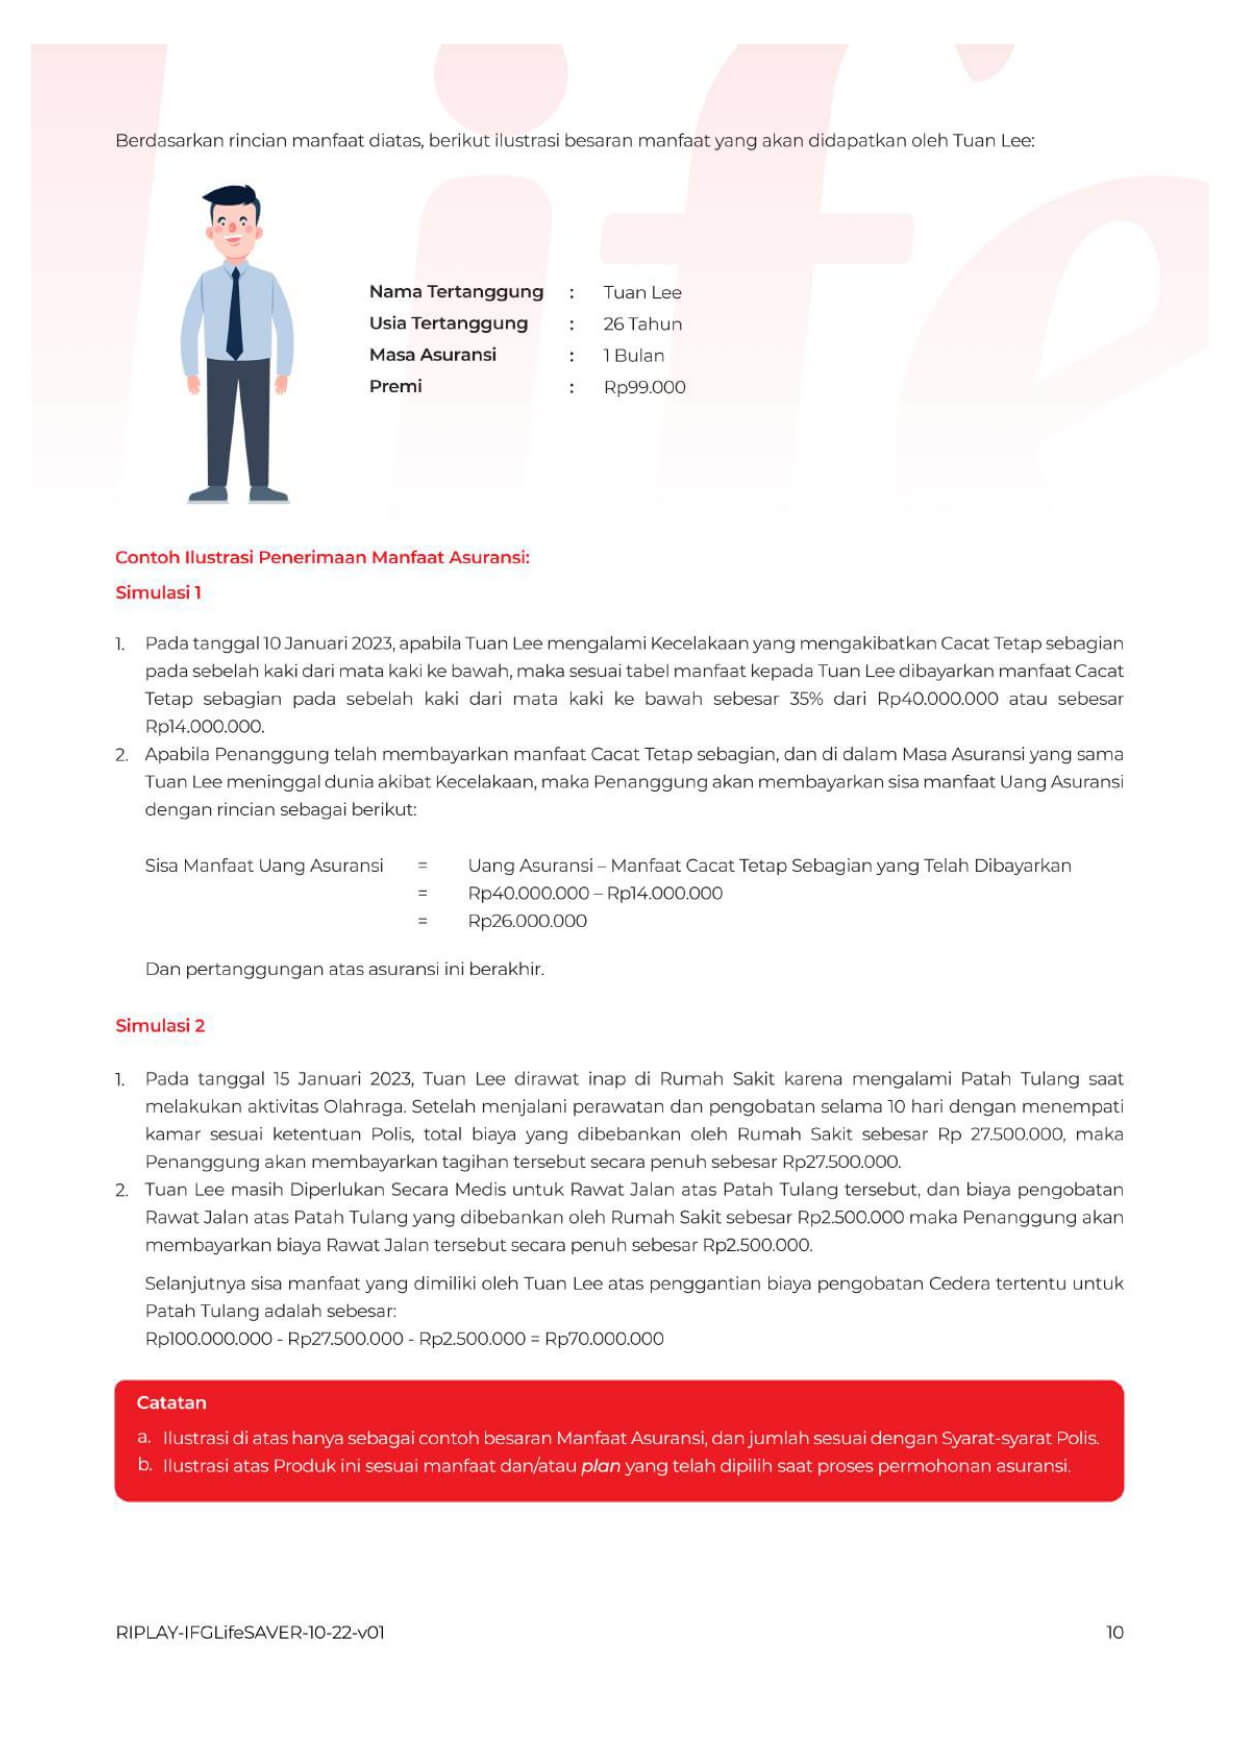 Berdasarkan rincian manfaat diatas, berikut ilustrasi besaran manfaat yang akan didapatkan oleh Tuan Lee:
Nama Tertanggung : Tuan Lee
Usia Tertanggung : 26 Tahun
Masa Asuransi : 1 Bulan
Premi : Rp99.000
Contoh Ilustrasi Penerimaan Manfaat Asuransi:
Simulasi 1
1. Pada tanggal 10 Januari 2023, apabila Tuan Lee mengalami Kecelakaan yang mengakibatkan Cacat Tetap sebagian
pada sebelah kaki dari mata kaki ke bawah, maka sesuai tabel manfaat kepada Tuan Lee dibayarkan manfaat Cacat
Tetap sebagian pada sebelah kaki dari mata kaki ke bawah sebesar 35% dari Rp40.000.000 atau sebesar
Rp14.000.000.
2. Apabila Penanggung telah membayarkan manfaat Cacat Tetap sebagian, dan di dalam Masa Asuransi yang sama
Tuan Lee meninggal dunia akibat Kecelakaan, maka Penanggung akan membayarkan sisa manfaat Uang Asuransi
dengan rincian sebagai berikut:
Sisa Manfaat Uang Asuransi = Uang Asuransi – Manfaat Cacat Tetap Sebagian yang Telah Dibayarkan
= Rp40.000.000 – Rp14.000.000
= Rp26.000.000
Dan pertanggungan atas asuransi ini berakhir.
Simulasi 2
1. Pada tanggal 15 Januari 2023, Tuan Lee dirawat inap di Rumah Sakit karena mengalami Patah Tulang saat
melakukan aktivitas Olahraga. Setelah menjalani perawatan dan pengobatan selama 10 hari dengan menempati
kamar sesuai ketentuan Polis, total biaya yang dibebankan oleh Rumah Sakit sebesar Rp 27.500.000, maka
Penanggung akan membayarkan tagihan tersebut secara penuh sebesar Rp27.500.000.
2. Tuan Lee masih Diperlukan Secara Medis untuk Rawat Jalan atas Patah Tulang tersebut, dan biaya pengobatan
Rawat Jalan atas Patah Tulang yang dibebankan oleh Rumah Sakit sebesar Rp2.500.000 maka Penanggung akan
membayarkan biaya Rawat Jalan tersebut secara penuh sebesar Rp2.500.000.
Selanjutnya sisa manfaat yang dimiliki oleh Tuan Lee atas penggantian biaya pengobatan Cedera tertentu untuk
Patah Tulang adalah sebesar:
Rp100.000.000 - Rp27.500.000 - Rp2.500.000 = Rp70.000.000
Catatan
a. Ilustrasi di atas hanya sebagai contoh besaran Manfaat Asuransi, dan jumlah sesuai dengan Syarat-syarat Polis.
b. Ilustrasi atas Produk ini sesuai manfaat dan/atau plan yang telah dipilih saat proses permohonan asuransi.
RIPLAY-IFGLifeSAVER-10-22-v01 10